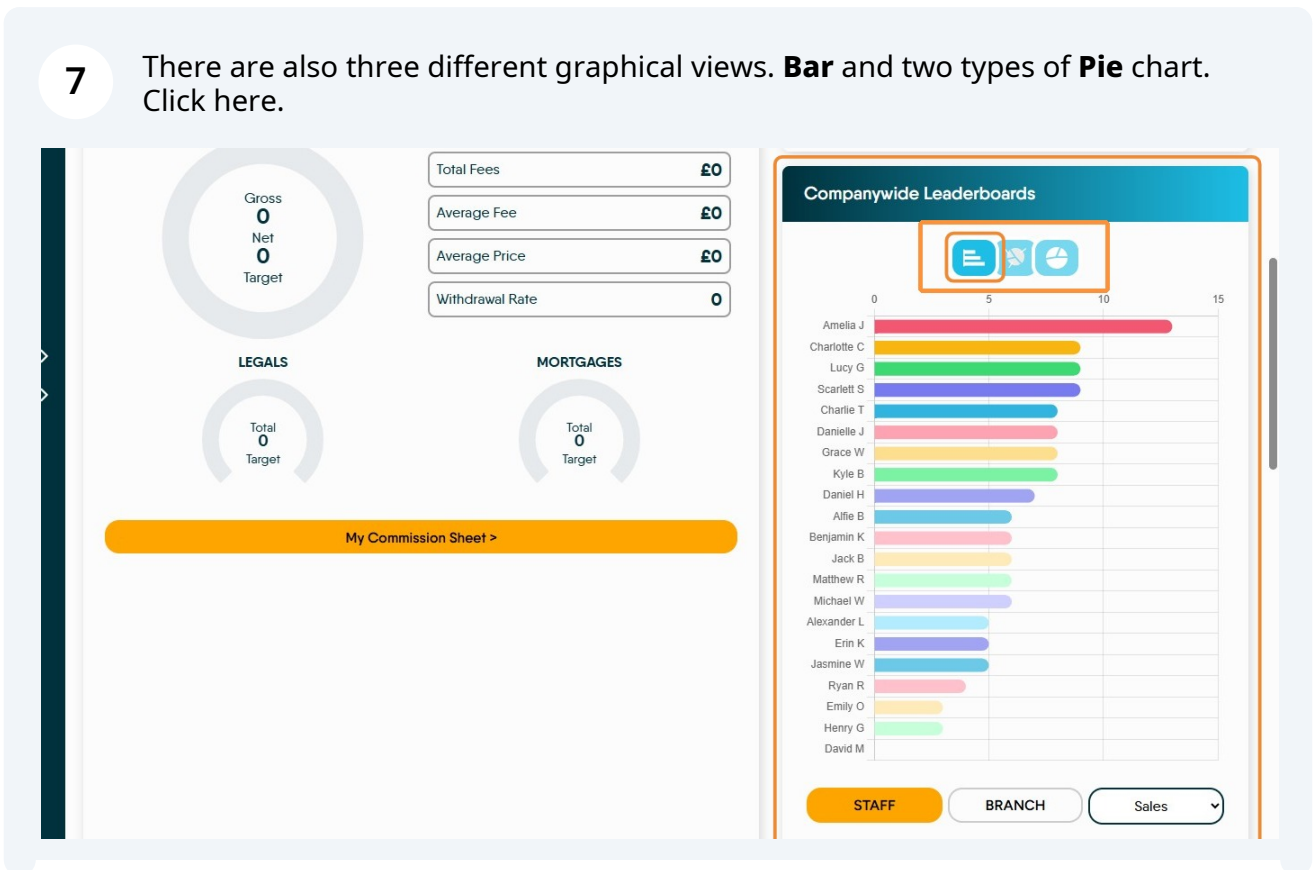 7
There are also three different graphical views. Bar and two types of Pie chart.
Click here.
Gross
0
Net
0
Target
Total Fees £0
Average Fee £0
Average Price £0
Withdrawal Rate 0
LEGALS
Total
0
Target
MORTGAGES
Total
0
Target
My Commission Sheet >
Companywide Leaderboards
0 5 10 15
Amelia J
Charlotte C
Lucy G
Scarlett S
Charlie T
Danielle J
Grace W
Kyle B
Daniel H
Alfie B
Benjamin K
Jack B
Matthew R
Michael W
Alexander L
Erin K
Jasmine W
Ryan R
Emily O
Henry G
David M
STAFF BRANCH Sales